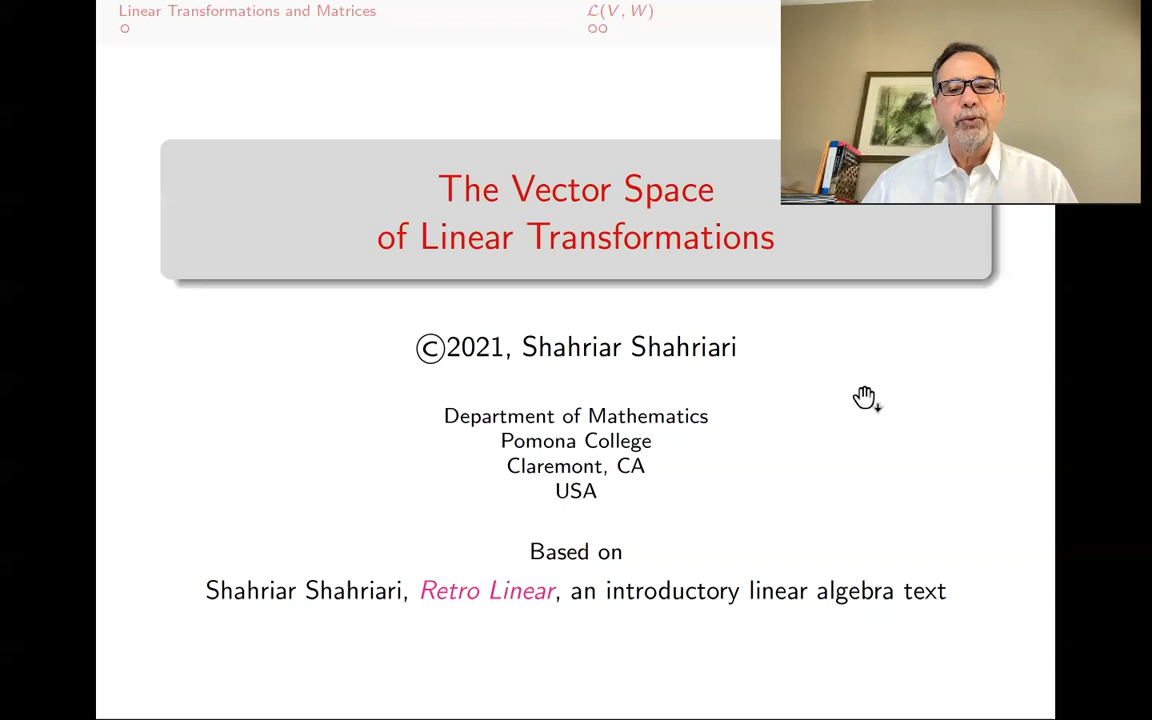 Linear Transformations and Matrices
ℒ(V, W)
The Vector Space
of Linear Transformations
©2021, Shahriar Shahriari
Department of Mathematics
Pomona College
Claremont, CA
USA
Based on
Shahriar Shahriari, Retro Linear, an introductory linear algebra text